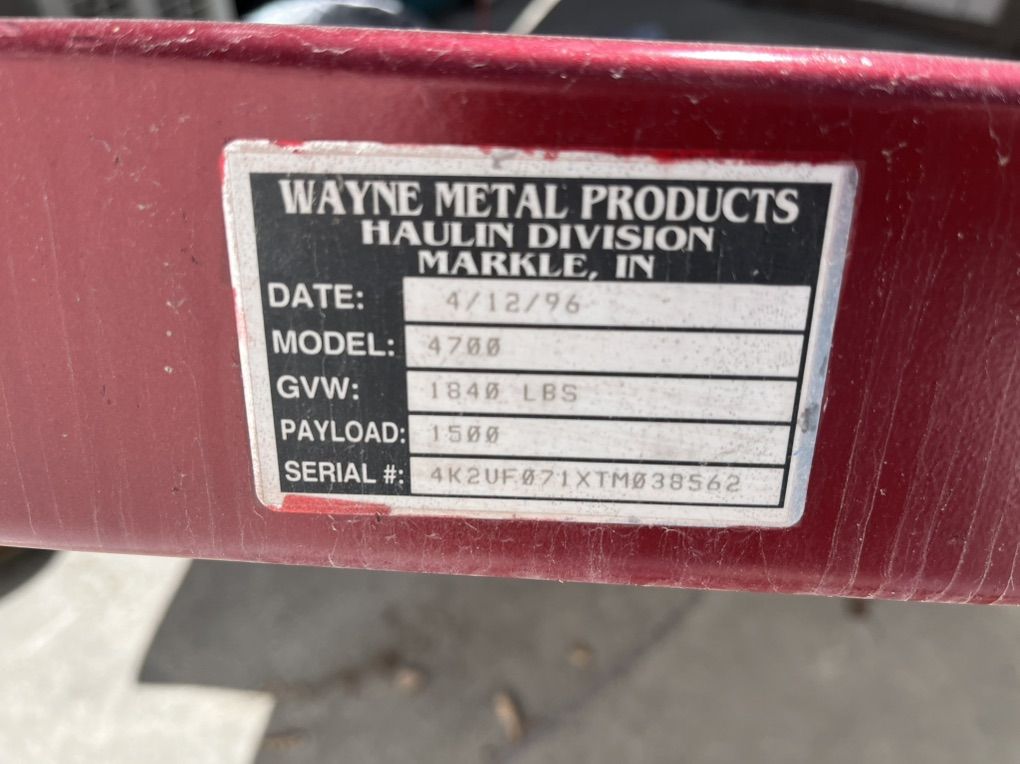 WAYNE METAL PRODUCTS
HAULIN DIVISION
MARKLE, IN
DATE: 4/12/96
MODEL: 4700
GVW: 1840 LBS
PAYLOAD: 1500
SERIAL #: 4K2UF071XTM038562